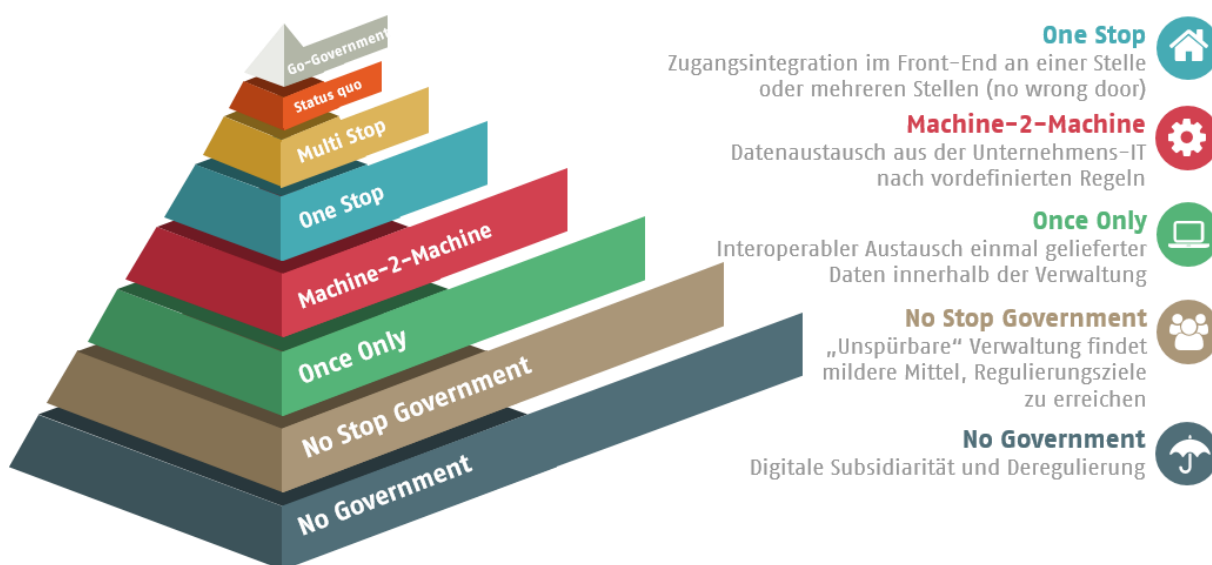 Go-Government
Status quo
Multi Stop
One Stop
Machine-2-Machine
Once Only
No Stop Government
No Government
One Stop
Zugangsintegration im Front-End an einer Stelle
oder mehreren Stellen (no wrong door)
Machine-2-Machine
Datenaustausch aus der Unternehmens-IT
nach vordefinierten Regeln
Once Only
Interoperabler Austausch einmal gelieferter
Daten innerhalb der Verwaltung
No Stop Government
„Unspürbare“ Verwaltung findet
mildere Mittel, Regulierungsziele
zu erreichen
No Government
Digitale Subsidiarität und Deregulierung